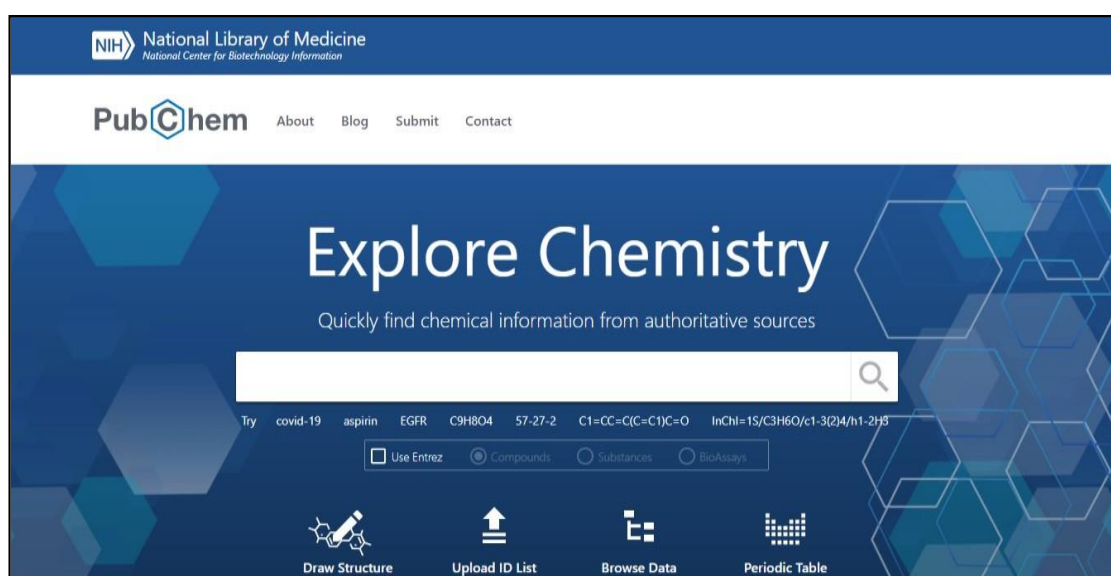 NIH National Library of Medicine
National Center for Biotechnology Information
PubChem About Blog Submit Contact
Explore Chemistry
Quickly find chemical information from authoritative sources
Try covid-19 aspirin EGFR C9H8O4 57-27-2 C1=CC=C(C=C1)C=O InChI=1S/C3H6O/c1-3(2)4/h1-2H3
Use Entrez Compounds Substances BioAssays
Draw Structure Upload ID List Browse Data Periodic Table